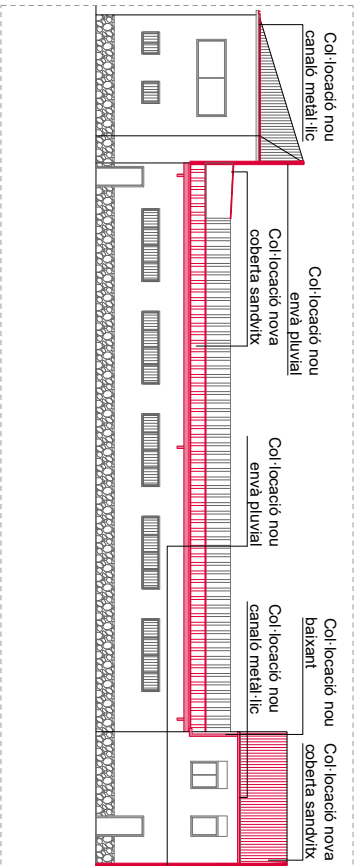 Col·locació nou
canaló metàl·lic
Col·locació nou
envà pluvial
Col·locació nova
coberta sandvitx
Col·locació nou
envà pluvial
Col·locació nou
canaló metàl·lic
Col·locació nou
baixant
Col·locació nova
coberta sandvitx